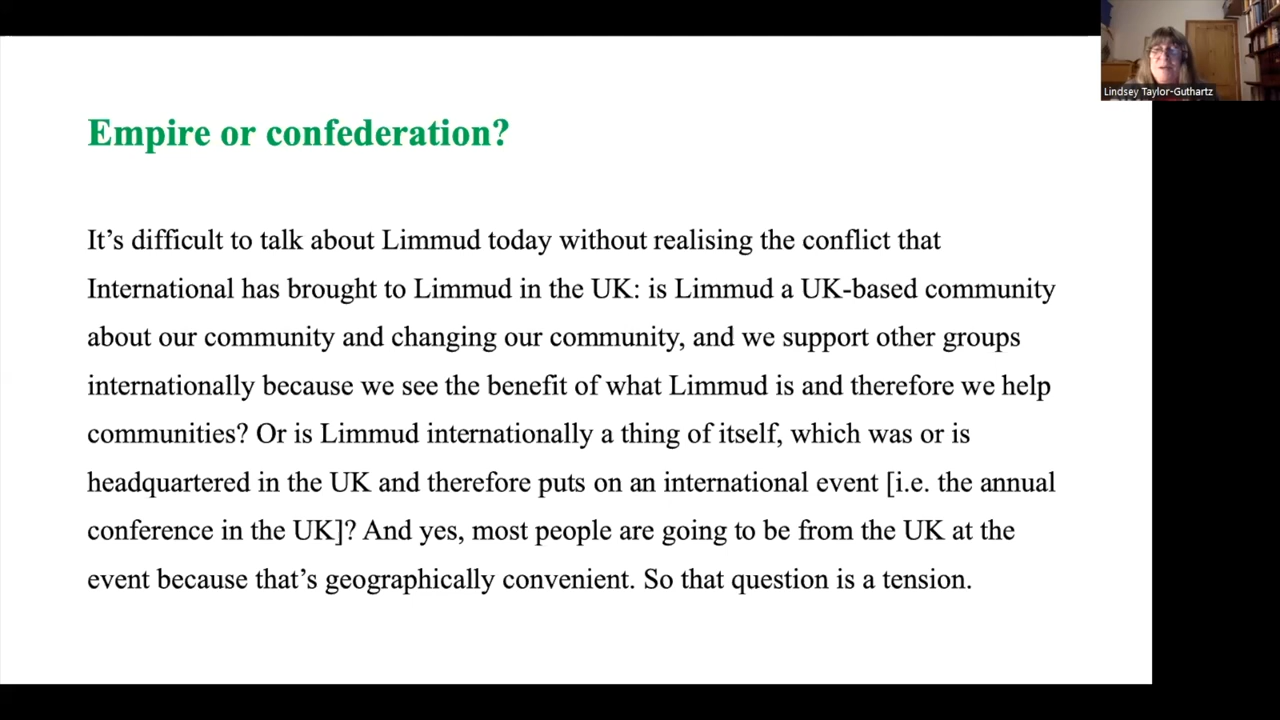 Lindsey Taylor-Guthartz
Empire or confederation?
It’s difficult to talk about Limmud today without realising the conflict that
International has brought to Limmud in the UK: is Limmud a UK-based community
about our community and changing our community, and we support other groups
internationally because we see the benefit of what Limmud is and therefore we help
communities? Or is Limmud internationally a thing of itself, which was or is
headquartered in the UK and therefore puts on an international event [i.e. the annual
conference in the UK]? And yes, most people are going to be from the UK at the
event because that’s geographically convenient. So that question is a tension.